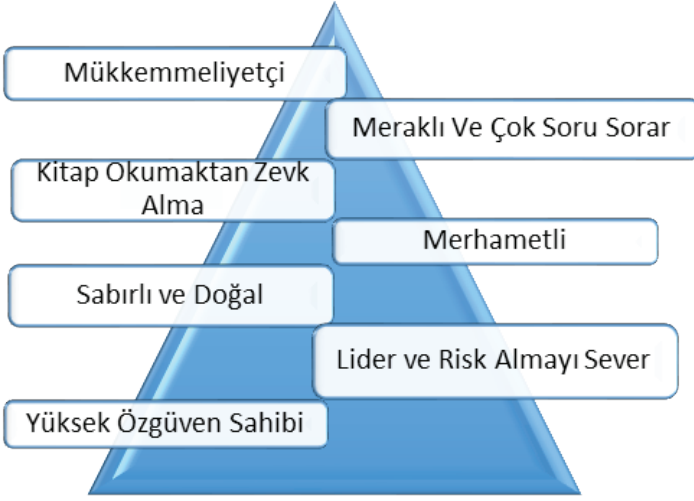 Mükkemmeliyetçi
Meraklı Ve Çok Soru Sorar
Kitap Okumaktan Zevk
Alma
Merhametli
Sabırlı ve Doğal
Lider ve Risk Almayı Sever
Yüksek Özgüven Sahibi